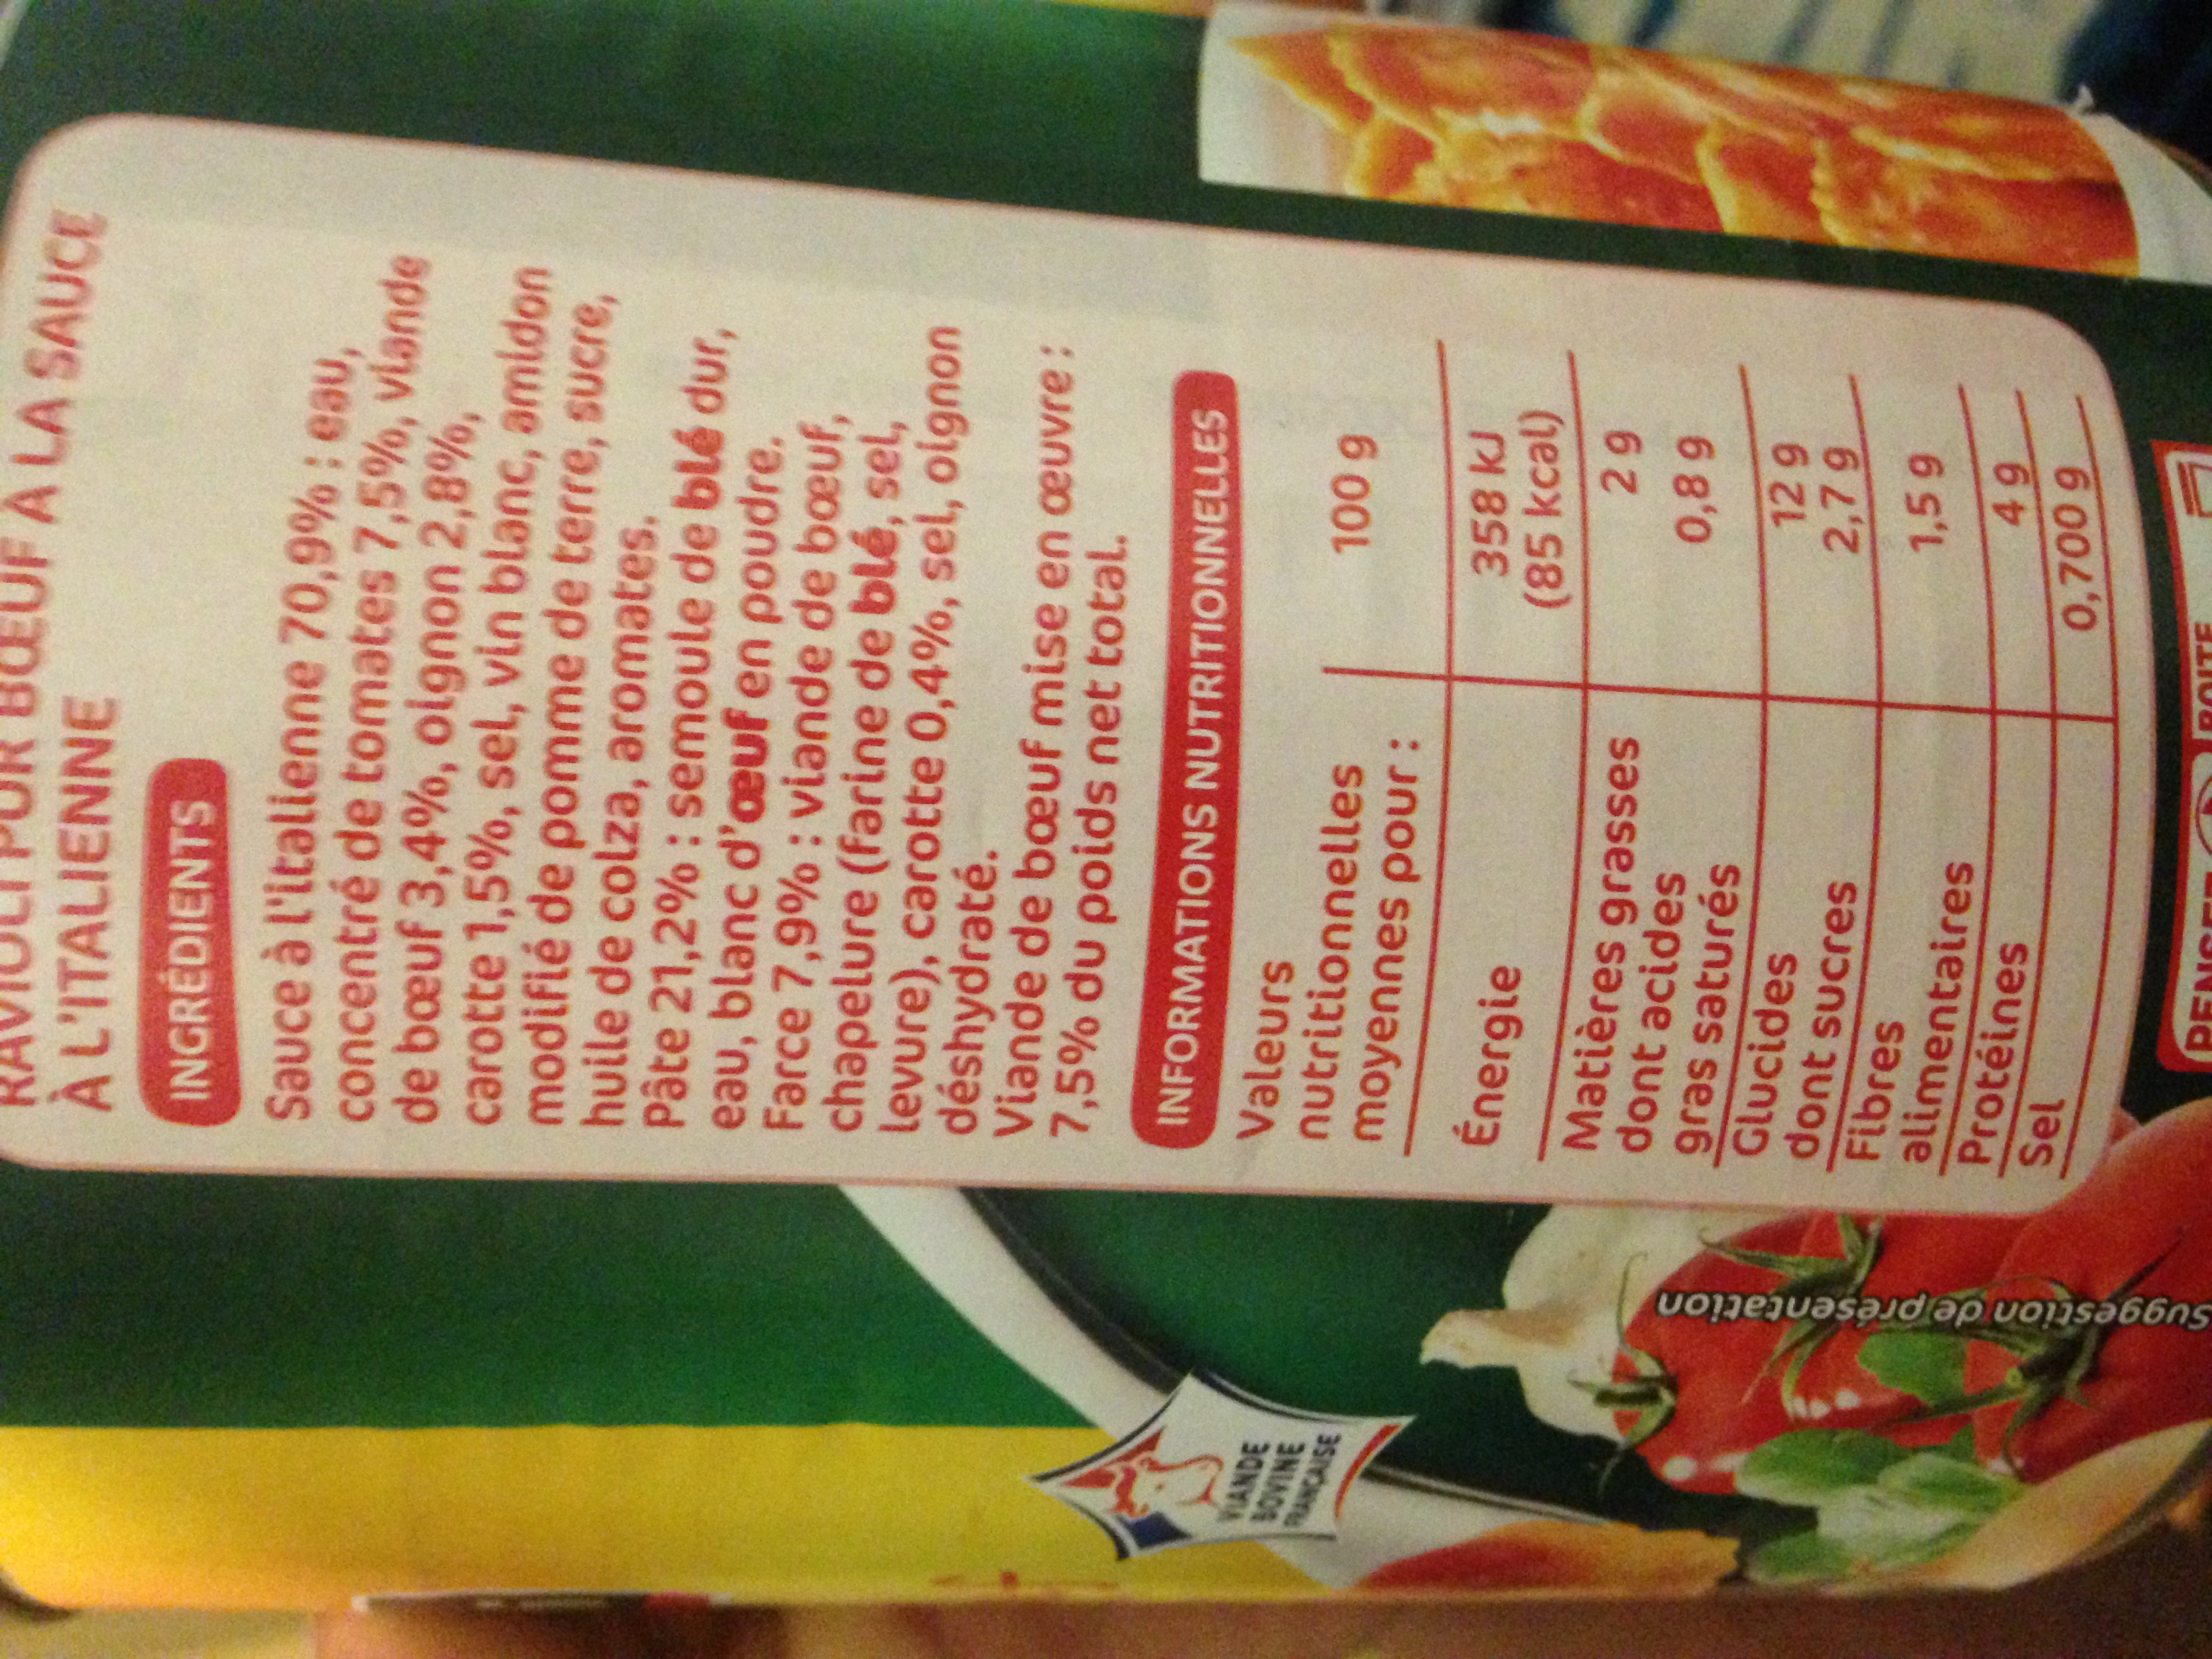 RAVIOLI PUR BŒUF À LA SAUCE
À L'ITALIENNE
INGRÉDIENTS
Sauce à l'italienne 70,9% : eau,
concentré de tomates 7,5%, viande
de bœuf 3,4%, oignon 2,8%,
carotte 1,5%, sel, vin blanc, amidon
modifié de pomme de terre, sucre,
huile de colza, aromates.
Pâte 21,2% : semoule de blé dur,
eau, blanc d'œuf en poudre.
Farce 7,9% : viande de bœuf,
chapelure (farine de blé, sel,
levure), carotte 0,4%, sel, oignon
déshydraté.
Viande de bœuf mise en œuvre :
7,5% du poids net total.
INFORMATIONS NUTRITIONNELLES
Valeurs
nutritionnelles 100 g
moyennes pour :
Énergie 358 kJ
(85 kcal)
Matières grasses 2 g
dont acides
gras saturés 0,8 g
Glucides 12 g
dont sucres 2,7 g
Fibres
alimentaires 1,5 g
Protéines 4 g
Sel 0,700 g
VIANDE
BOVINE
FRANÇAISE
Suggestion de présentation
BOITE